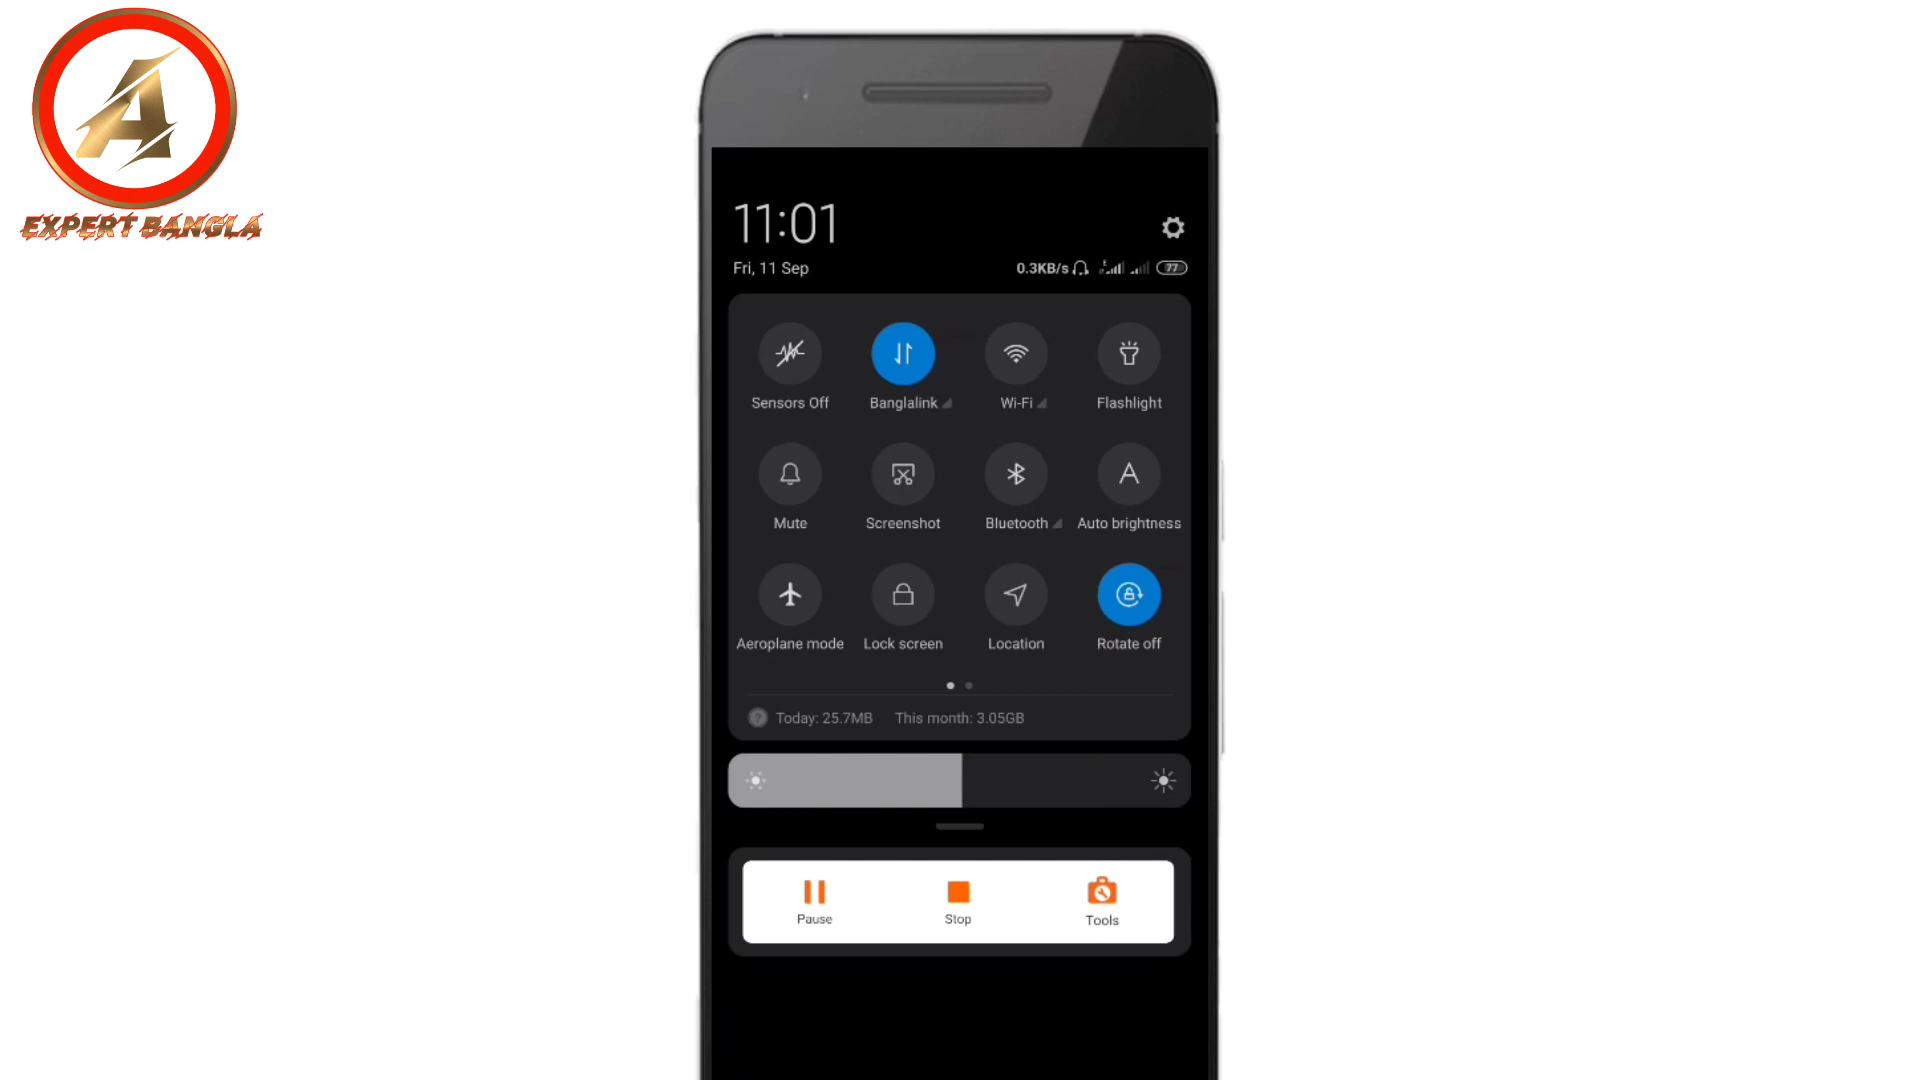 A
EXPERT BANGLA
11:01
Fri, 11 Sep
0.3KB/s E 77
Sensors Off Banglalink Wi-Fi Flashlight
A
Mute Screenshot Bluetooth Auto brightness
Aeroplane mode Lock screen Location Rotate off
? Today: 25.7MB This month: 3.05GB
Pause Stop Tools